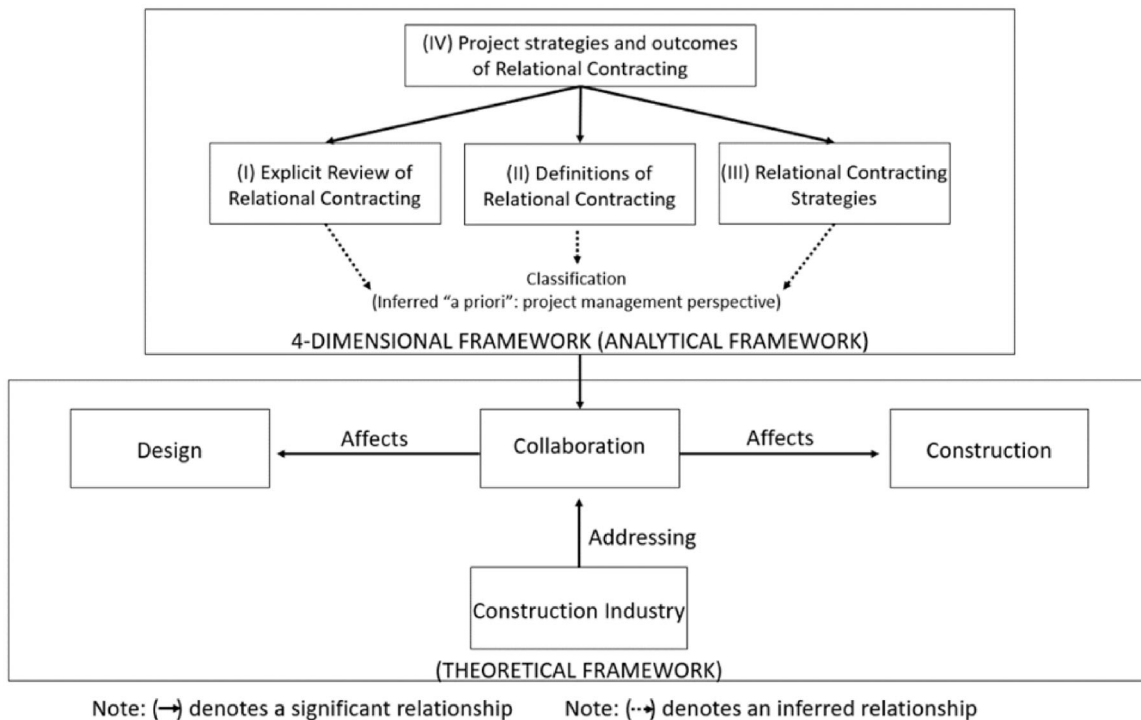 (IV) Project strategies and outcomes
of Relational Contracting
(I) Explicit Review of
Relational Contracting
(II) Definitions of
Relational Contracting
(III) Relational Contracting
Strategies
Classification
(Inferred “a priori”: project management perspective)
4-DIMENSIONAL FRAMEWORK (ANALYTICAL FRAMEWORK)
Design
Affects
Collaboration
Affects
Construction
Addressing
Construction Industry
(THEORETICAL FRAMEWORK)
Note: (→) denotes a significant relationship
Note: (⇢) denotes an inferred relationship